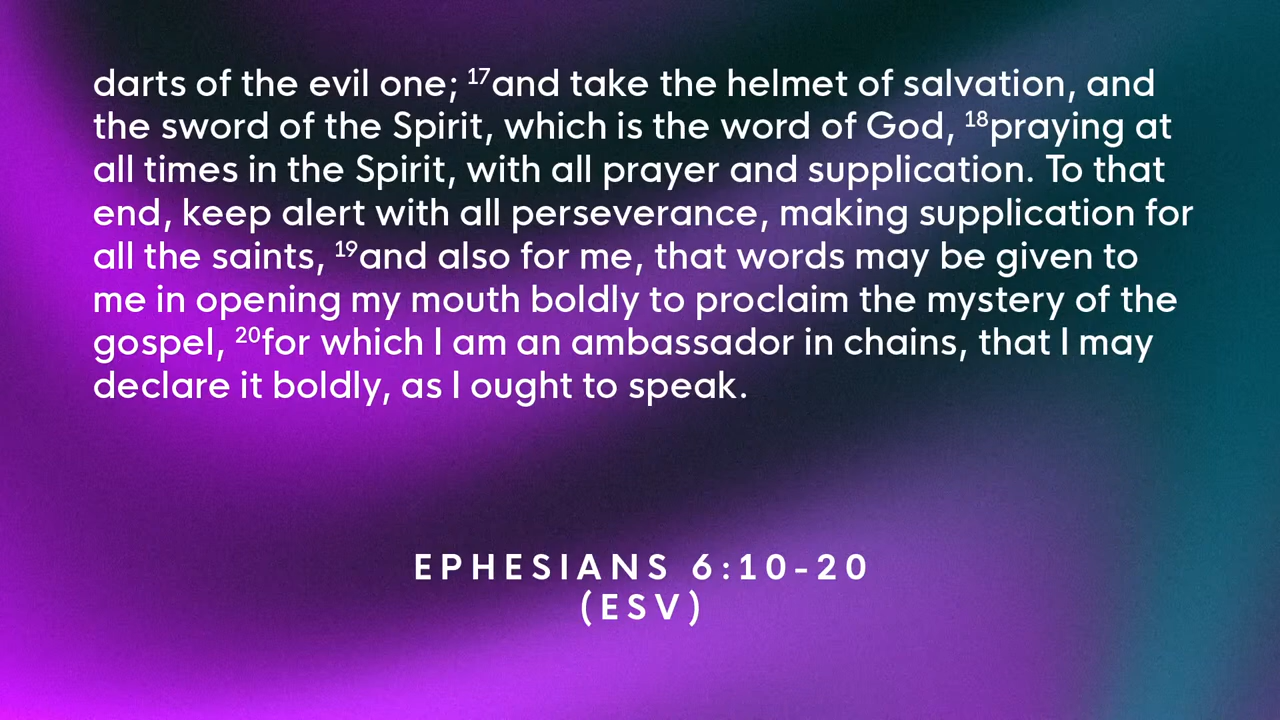 darts of the evil one; 17and take the helmet of salvation, and
the sword of the Spirit, which is the word of God, 18praying at
all times in the Spirit, with all prayer and supplication. To that
end, keep alert with all perseverance, making supplication for
all the saints, 19and also for me, that words may be given to
me in opening my mouth boldly to proclaim the mystery of the
gospel, 20for which I am an ambassador in chains, that I may
declare it boldly, as I ought to speak.
EPHESIANS 6:10-20
(ESV)